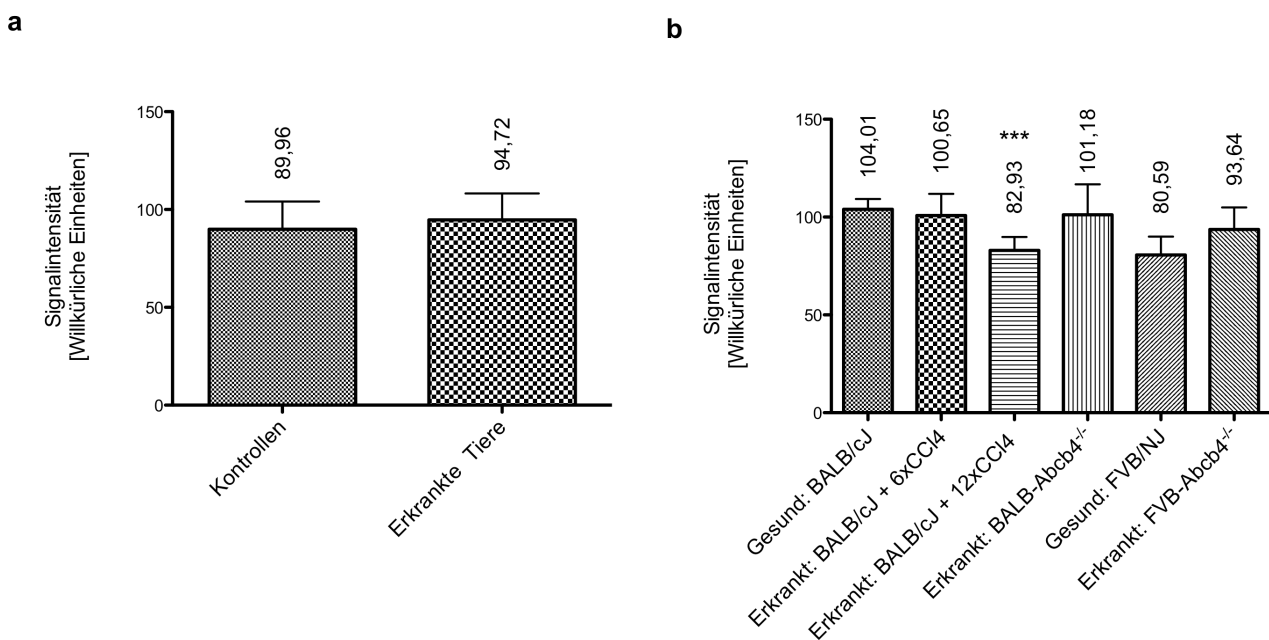 a
Signalintensität
[Willkürliche Einheiten]
150
100
50
0
89,96
94,72
Kontrollen
Erkrankte Tiere
b
Signalintensität
[Willkürliche Einheiten]
150
100
50
0
104,01
100,65
***
82,93
101,18
80,59
93,64
Gesund: BALB/cJ
Erkrankt: BALB/cJ + 6xCCl4
Erkrankt: BALB/cJ + 12xCCl4
Erkrankt: BALB-Abcb4-/-
Gesund: FVB/NJ
Erkrankt: FVB-Abcb4-/-